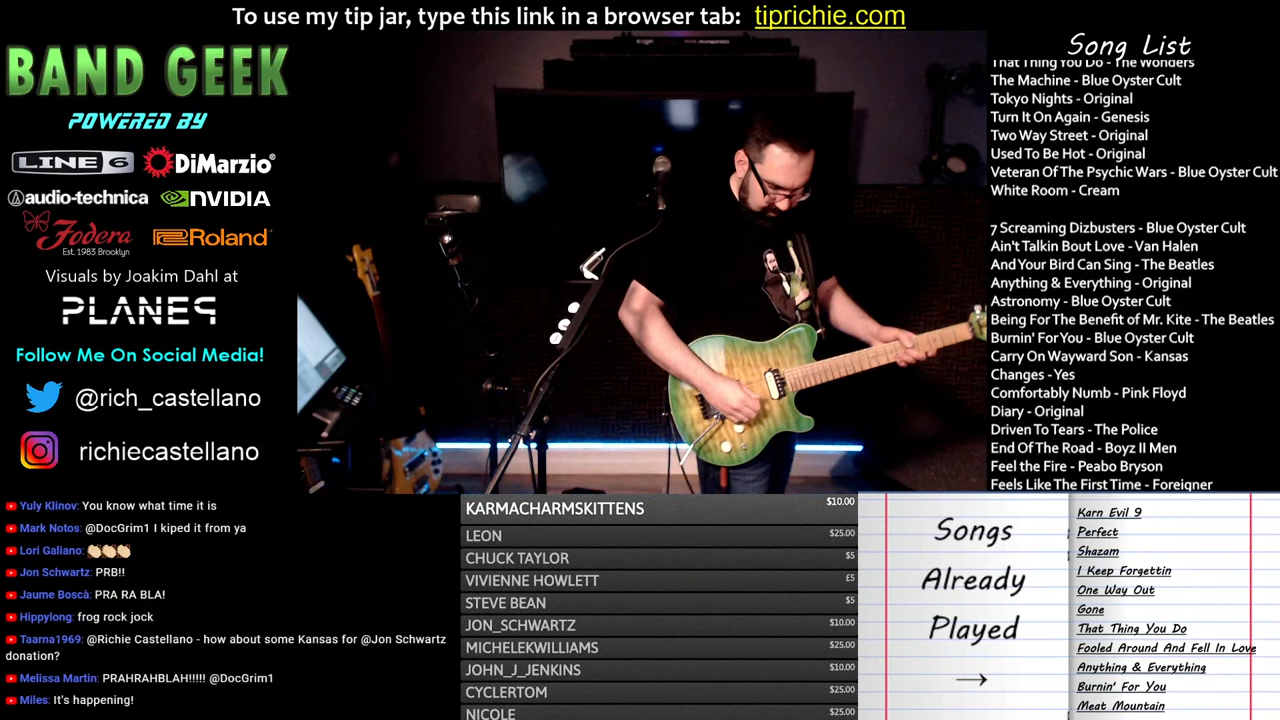 To use my tip jar, type this link in a browser tab: tiprichie.com
BAND GEEK
POWERED BY
LINE 6 DiMarzio
audio-technica NVIDIA
Fodera Roland
Est. 1983 Brooklyn
Visuals by Joakim Dahl at
PLANE9
Follow Me On Social Media!
@rich_castellano
richiecastellano
Song List
That Thing You Do - The Wonders
The Machine - Blue Oyster Cult
Tokyo Nights - Original
Turn It On Again - Genesis
Two Way Street - Original
Used To Be Hot - Original
Veteran Of The Psychic Wars - Blue Oyster Cult
White Room - Cream
7 Screaming Dizbusters - Blue Oyster Cult
Ain't Talkin Bout Love - Van Halen
And Your Bird Can Sing - The Beatles
Anything & Everything - Original
Astronomy - Blue Oyster Cult
Being For The Benefit of Mr. Kite - The Beatles
Burnin' For You - Blue Oyster Cult
Carry On Wayward Son - Kansas
Changes - Yes
Comfortably Numb - Pink Floyd
Diary - Original
Driven To Tears - The Police
End Of The Road - Boyz II Men
Feel the Fire - Peabo Bryson
Feels Like The First Time - Foreigner
Yuly Klinov: You know what time it is
Mark Notos: @DocGrim1 I kiped it from ya
Lori Galiano: 👏🏻👏🏻👏🏻
Jon Schwartz: PRB!!
Jaume Boscà: PRA RA BLA!
Hippylong: frog rock jock
Taarna1969: @Richie Castellano - how about some Kansas for @Jon Schwartz
donation?
Melissa Martin: PRAHRAHBLAH!!!!! @DocGrim1
Miles: It's happening!
KARMACHARMSKITTENS $10.00
LEON $25.00
CHUCK TAYLOR $5
VIVIENNE HOWLETT £5
STEVE BEAN $5
JON_SCHWARTZ $10.00
MICHELEKWILLIAMS $25.00
JOHN_J_JENKINS $10.00
CYCLERTOM $25.00
NICOLE $25.00
Songs
Already
Played
→
Karn Evil 9
Perfect
Shazam
I Keep Forgettin
One Way Out
Gone
That Thing You Do
Fooled Around And Fell In Love
Anything & Everything
Burnin' For You
Meat Mountain